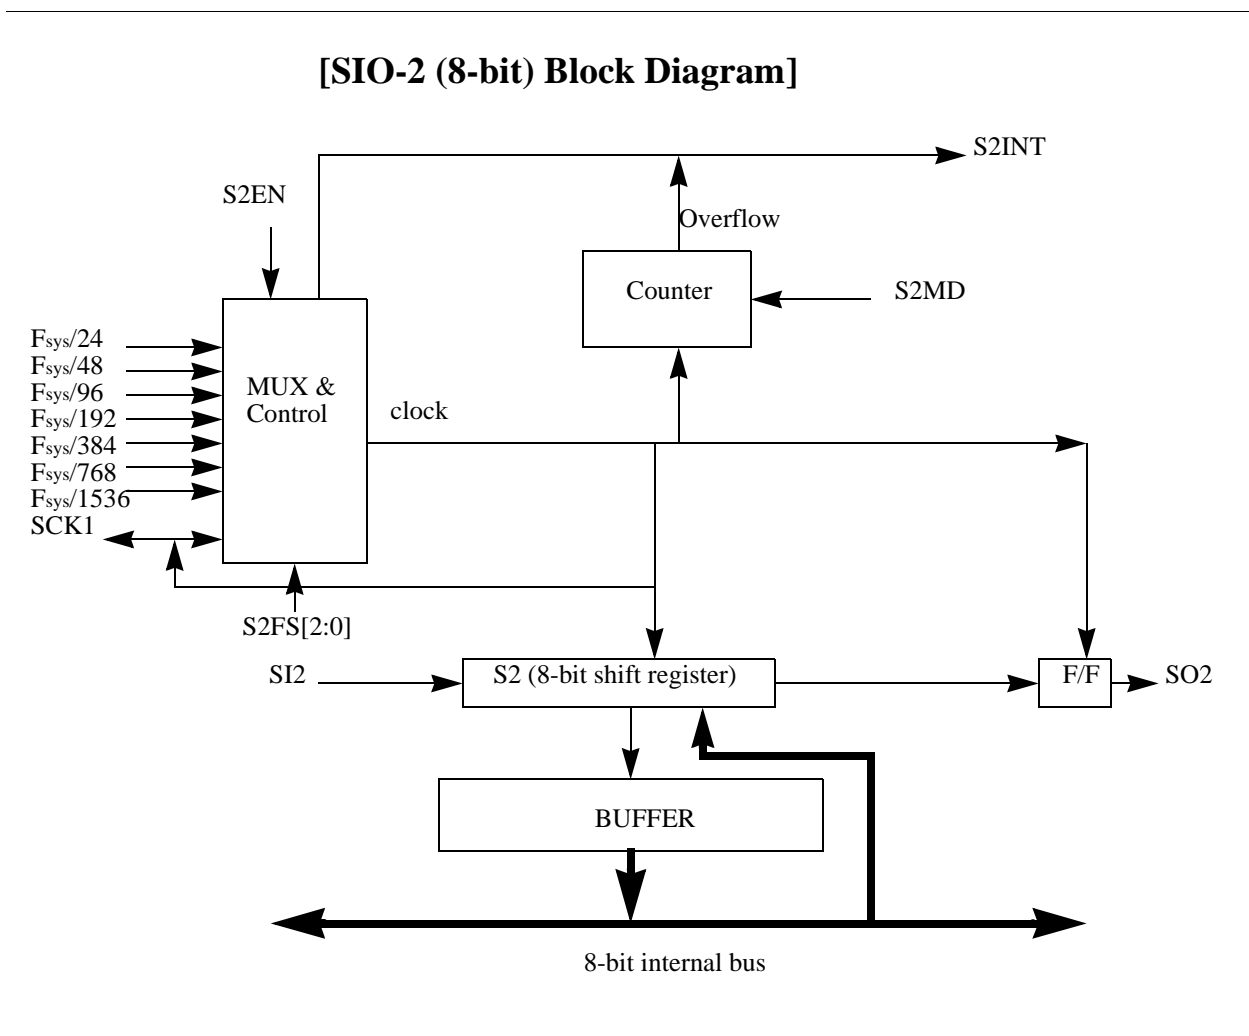 [SIO-2 (8-bit) Block Diagram]
S2INT
S2EN
Overflow
Counter
S2MD
Fsys/24
Fsys/48
Fsys/96
Fsys/192
Fsys/384
Fsys/768
Fsys/1536
SCK1
MUX &
Control
clock
S2FS[2:0]
SI2
S2 (8-bit shift register)
F/F
SO2
BUFFER
8-bit internal bus